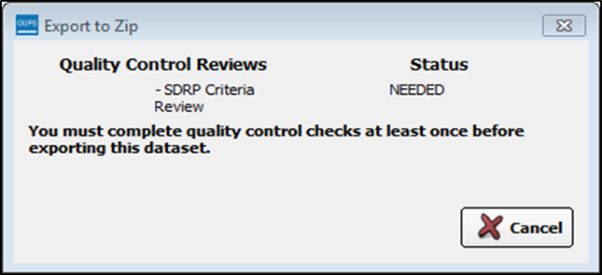 OUPS Export to Zip
Quality Control Reviews Status
- SDRP Criteria NEEDED
Review
You must complete quality control checks at least once before
exporting this dataset.
Cancel